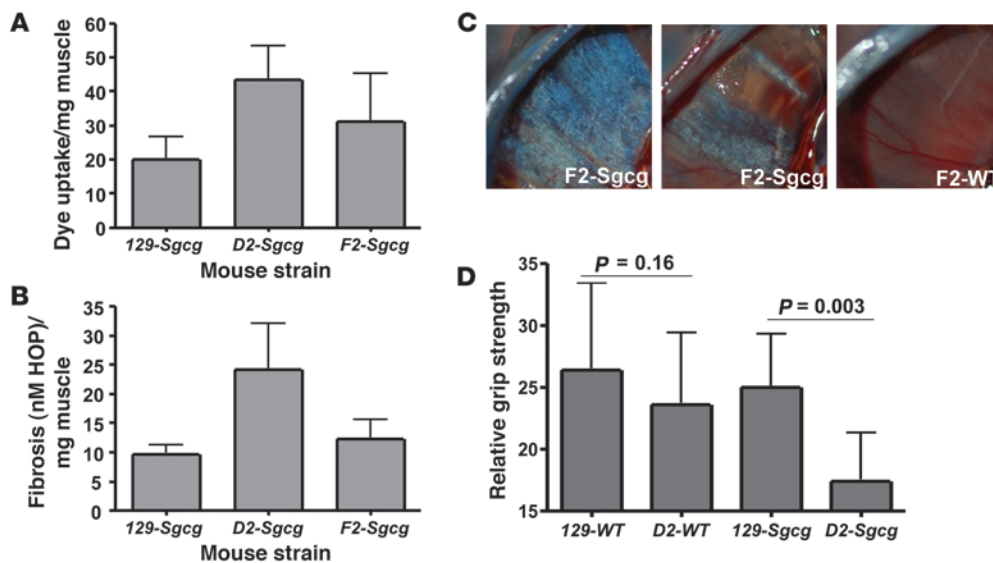 A
Dye uptake/mg muscle
60
50
40
30
20
10
0
129-Sgcg D2-Sgcg F2-Sgcg
Mouse strain
B
Fibrosis (nM HOP)/
mg muscle
35
30
25
20
15
10
5
0
129-Sgcg D2-Sgcg F2-Sgcg
Mouse strain
C
F2-Sgcg F2-Sgcg F2-WT
D
Relative grip strength
35
30
25
20
15
P = 0.16
P = 0.003
129-WT D2-WT 129-Sgcg D2-Sgcg